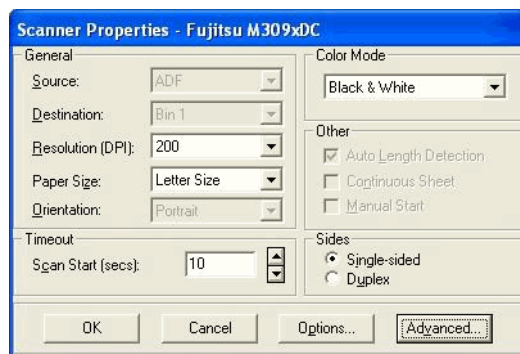 Scanner Properties - Fujitsu M309xDC
General
Source: ADF
Destination: Bin 1
Resolution (DPI): 200
Paper Size: Letter Size
Orientation: Portrait
Color Mode
Black & White
Other
Auto Length Detection
Continuous Sheet
Manual Start
Timeout
Scan Start (secs): 10
Sides
Single-sided
Duplex
OK Cancel Options... Advanced...